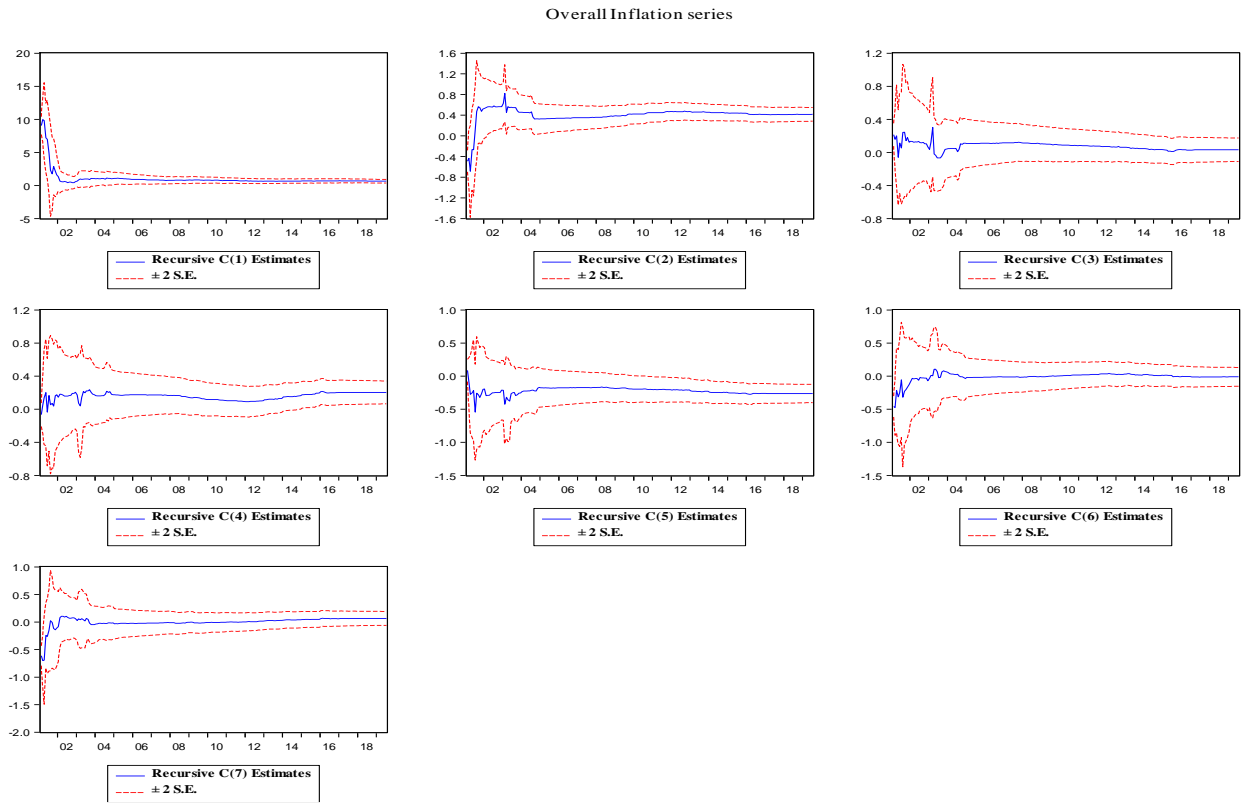 Overall Inflation series
20
15
10
5
0
-5
02 04 06 08 10 12 14 16 18
Recursive C(1) Estimates
± 2 S.E.
1.6
1.2
0.8
0.4
0.0
-0.4
-0.8
-1.2
-1.6
02 04 06 08 10 12 14 16 18
Recursive C(2) Estimates
± 2 S.E.
1.2
0.8
0.4
0.0
-0.4
-0.8
02 04 06 08 10 12 14 16 18
Recursive C(3) Estimates
± 2 S.E.
1.2
0.8
0.4
0.0
-0.4
-0.8
02 04 06 08 10 12 14 16 18
Recursive C(4) Estimates
± 2 S.E.
1.0
0.5
0.0
-0.5
-1.0
-1.5
02 04 06 08 10 12 14 16 18
Recursive C(5) Estimates
± 2 S.E.
1.0
0.5
0.0
-0.5
-1.0
-1.5
02 04 06 08 10 12 14 16 18
Recursive C(6) Estimates
± 2 S.E.
1.0
0.5
0.0
-0.5
-1.0
-1.5
-2.0
02 04 06 08 10 12 14 16 18
Recursive C(7) Estimates
± 2 S.E.